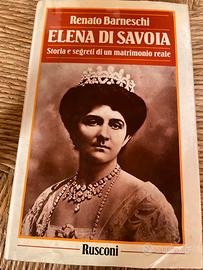 Renato Barneschi
ELENA DI SAVOIA
Storia e segreti di un matrimonio reale
Rusconi